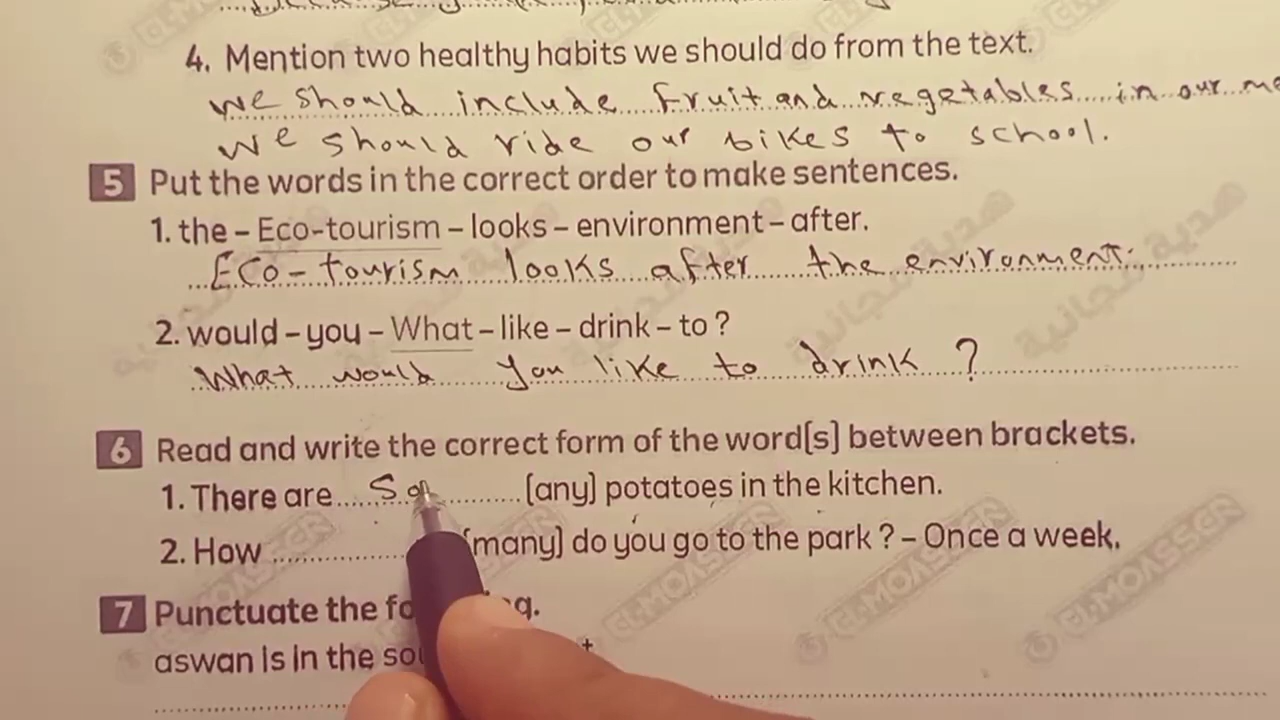 4. Mention two healthy habits we should do from the text.
we should include fruit and vegetables in our
we should ride our bikes to school.
5 Put the words in the correct order to make sentences.
1. the – Eco-tourism – looks – environment – after.
Eco-tourism looks after the environment.
2. would – you – What – like – drink – to ?
What would you like to drink ?
6 Read and write the correct form of the word(s) between brackets.
1. There are So (any) potatoes in the kitchen.
2. How (many) do you go to the park ? – Once a week.
7 Punctuate the
aswan is in the